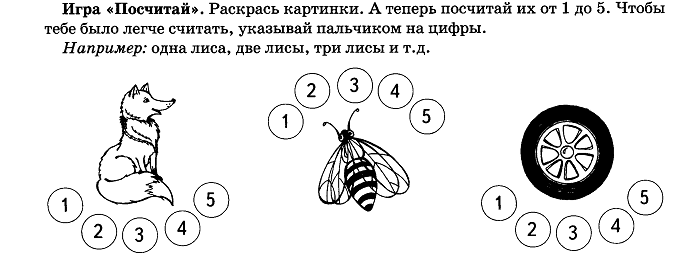 Игра «Посчитай». Раскрась картинки. А теперь посчитай их от 1 до 5. Чтобы
тебе было легче считать, указывай пальчиком на цифры.
Например: одна лиса, две лисы, три лисы и т.д.
1 2 3 4 5
1 2 3 4 5
1 2 3 4 5